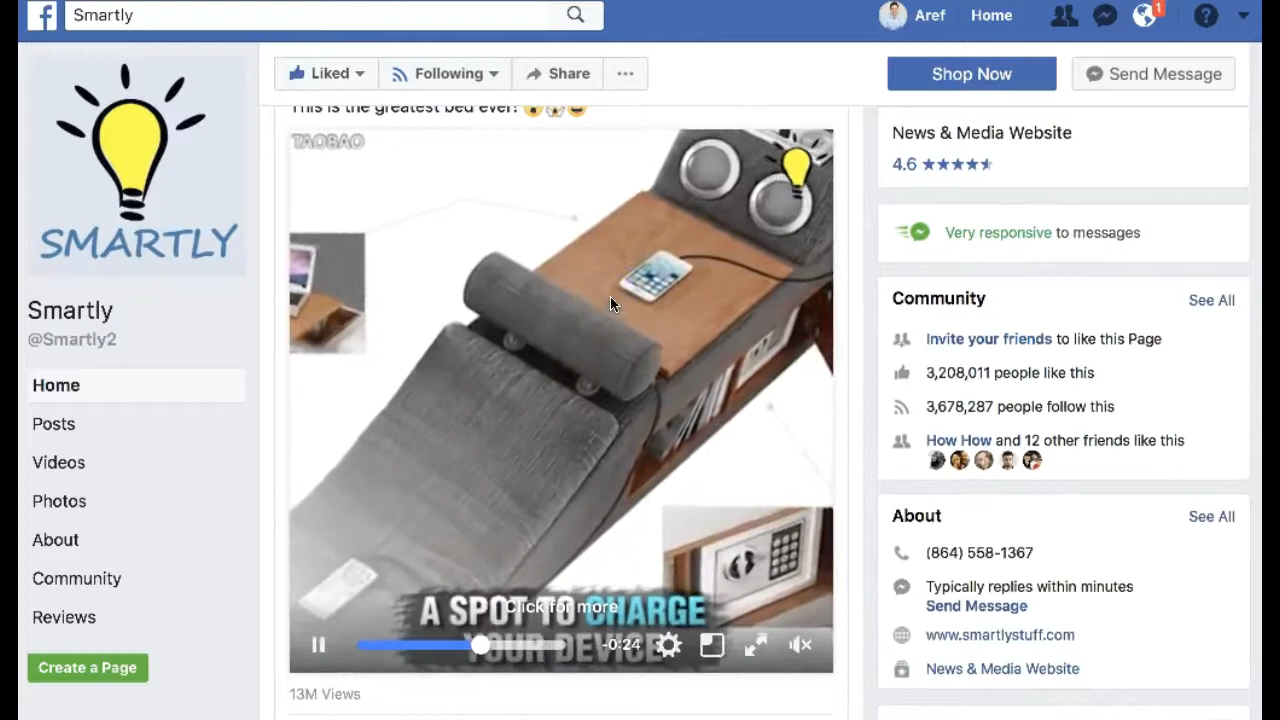 Smartly
Aref
Home
1
Liked
Following
Share
Shop Now
Send Message
SMARTLY
Smartly
@Smartly2
Home
Posts
Videos
Photos
About
Community
Reviews
Create a Page
This is the greatest bed ever!
TAOBAO
A SPOT TO CHARGE
YOUR DEVICE
Click for more
-0:24
13M Views
News & Media Website
4.6
Very responsive to messages
Community
See All
Invite your friends to like this Page
3,208,011 people like this
3,678,287 people follow this
How How and 12 other friends like this
About
See All
(864) 558-1367
Typically replies within minutes
Send Message
www.smartlystuff.com
News & Media Website